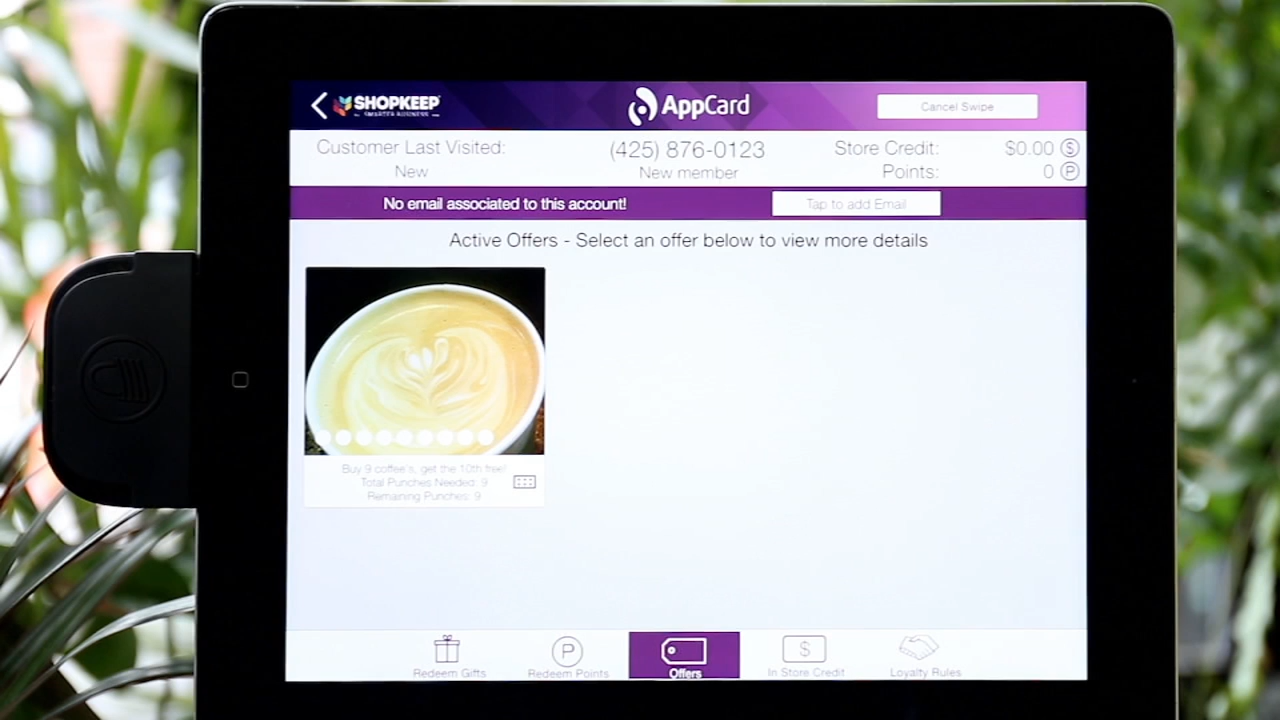 SHOPKEEP
AppCard
Cancel Swipe
Customer Last Visited:
New
(425) 876-0123
New member
Store Credit: $0.00 $
Points: 0 P
No email associated to this account!
Tap to add Email
Active Offers - Select an offer below to view more details
Buy 9 coffee's, get the 10th free!
Total Punches Needed: 9
Remaining Punches: 9
Redeem Gifts
P
Redeem Points
Offers
$
In Store Credit
Loyalty Rules